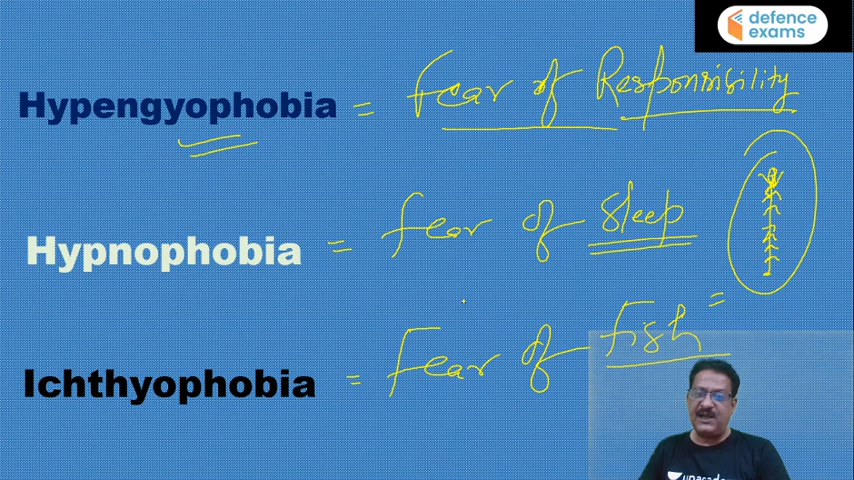 defence
exams
Hypengyophobia = Fear of Responsibility
Hypnophobia = Fear of Sleep
Ichthyophobia = Fear of Fish =